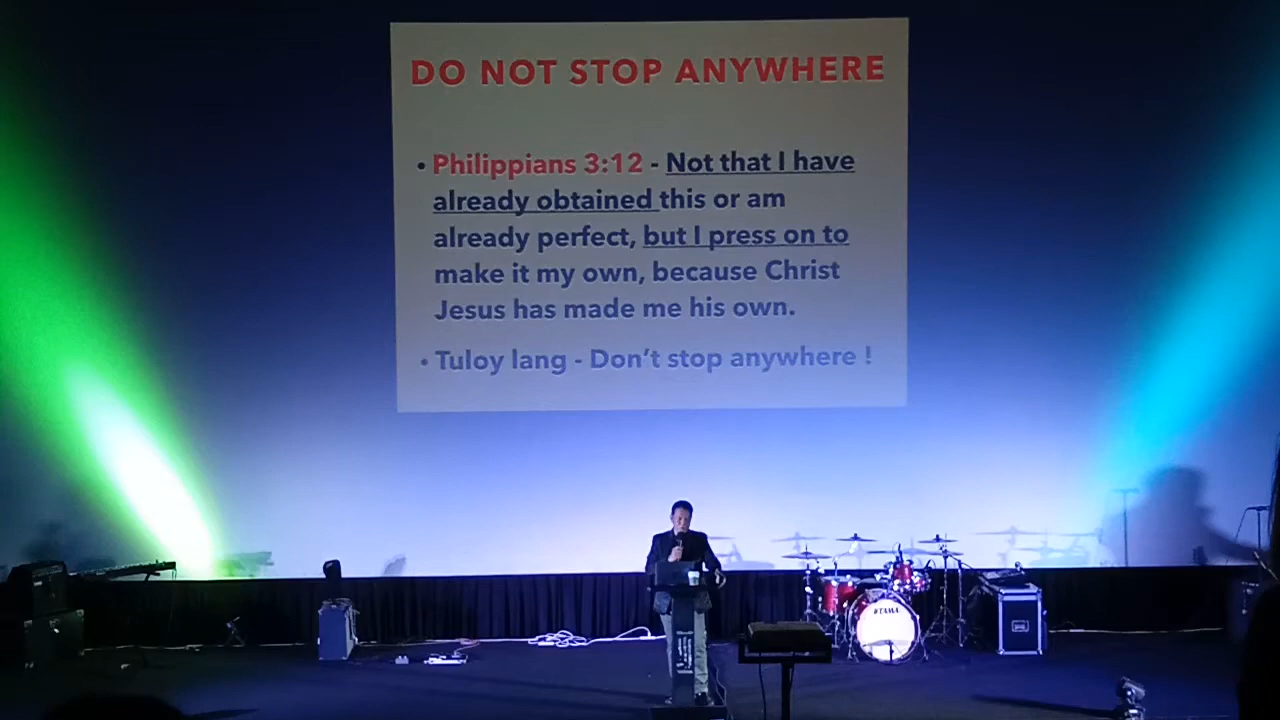 DO NOT STOP ANYWHERE
• Philippians 3:12 - Not that I have
already obtained this or am
already perfect, but I press on to
make it my own, because Christ
Jesus has made me his own.
• Tuloy lang - Don't stop anywhere !
TAMA